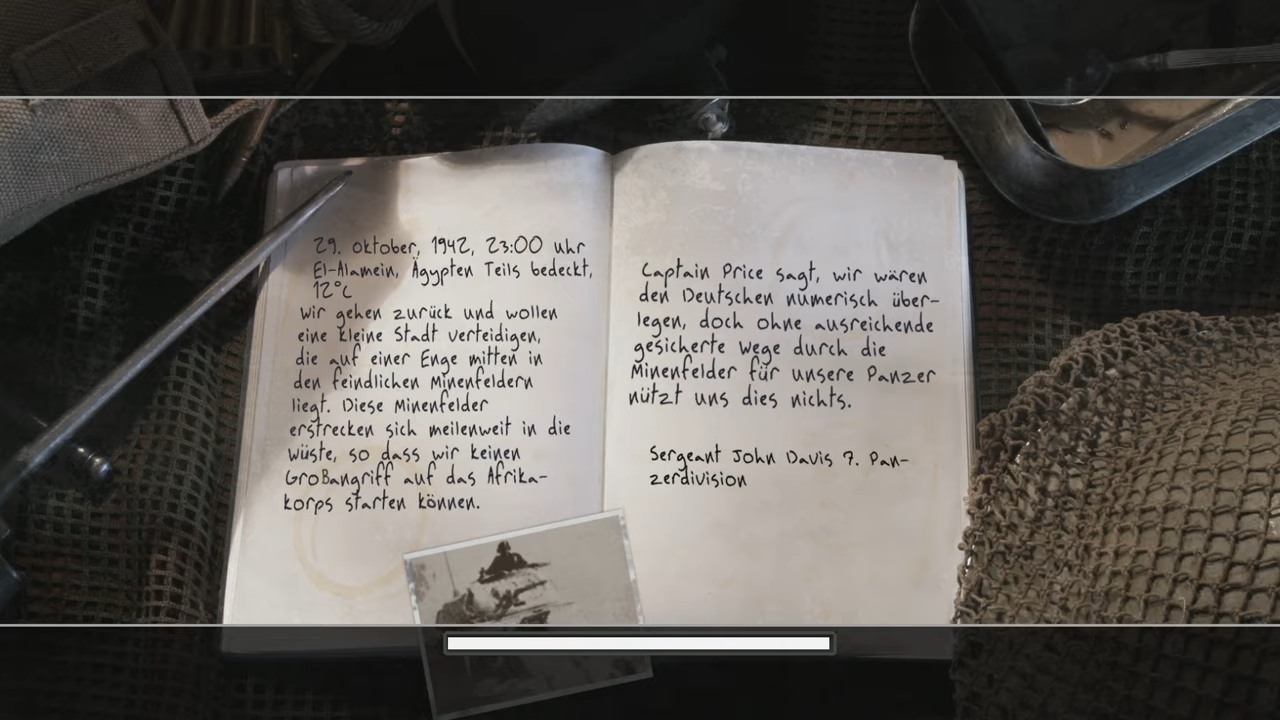 29. Oktober, 1942, 23:00 Uhr
El-Alamein, Ägypten Teils bedeckt,
12°C
Wir gehen zurück und wollen
eine kleine Stadt verteidigen,
die auf einer Enge mitten in
den feindlichen Minenfeldern
liegt. Diese Minenfelder
erstrecken sich meilenweit in die
Wüste, so dass wir keinen
Großangriff auf das Afrika-
korps starten können.
Captain Price sagt, wir wären
den Deutschen numerisch über-
legen, doch ohne ausreichende
gesicherte Wege durch die
Minenfelder für unsere Panzer
nützt uns dies nichts.
Sergeant John Davis 7. Pan-
zerdivision